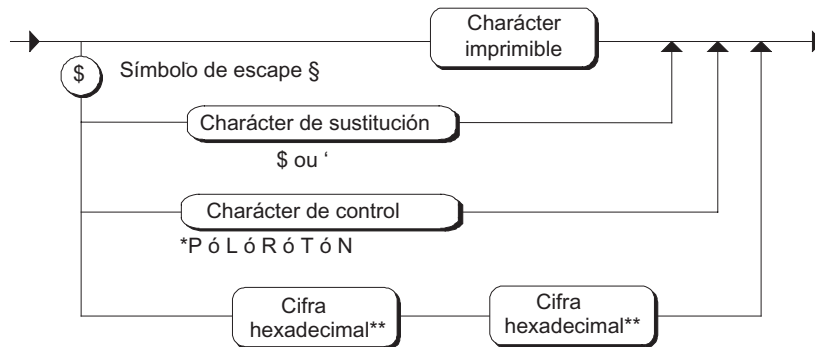 Charácter
imprimible
$
Símbolo de escape §
Charácter de sustitución
$ ou ‘
Charácter de control
*P ó L ó R ó T ó N
Cifra
hexadecimal**
Cifra
hexadecimal**